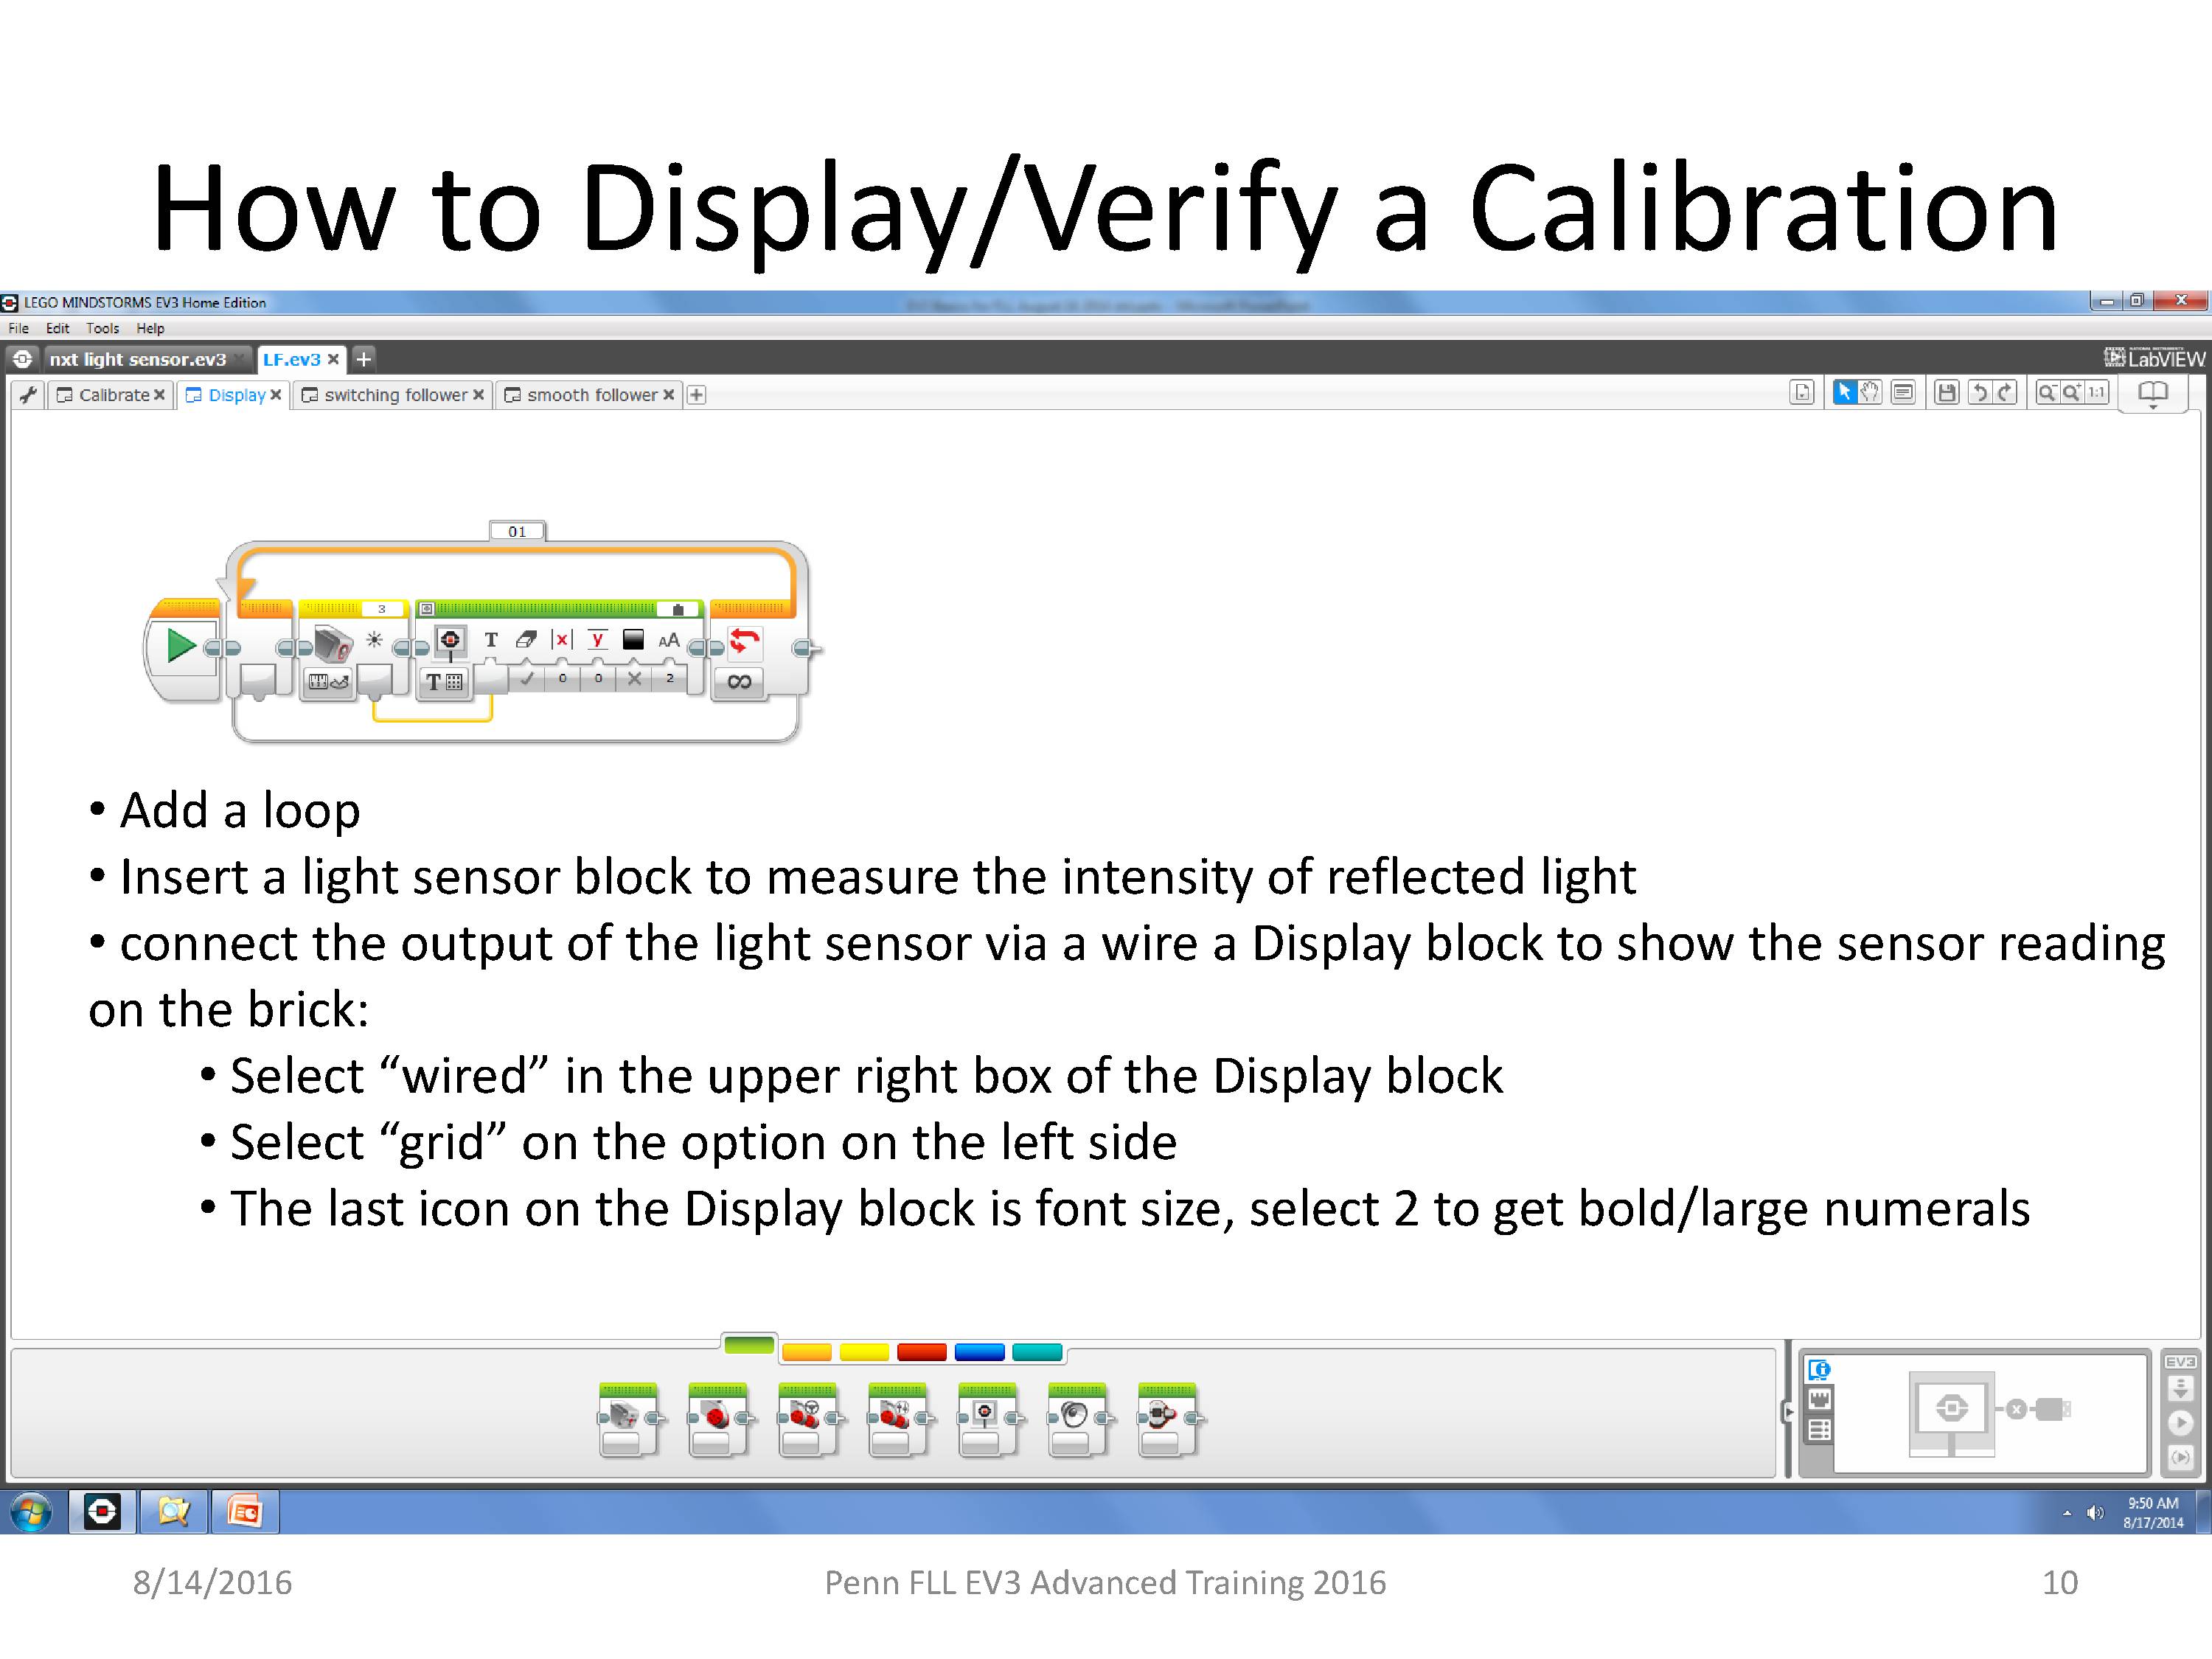 How to Display/Verify a Calibration
LEGO MINDSTORMS EV3 Home Edition
File Edit Tools Help
nxt light sensor.ev3 LF.ev3
LabVIEW
Calibrate Display switching follower smooth follower
1:1
01
3
T x y AA
T 0 0 2
• Add a loop
• Insert a light sensor block to measure the intensity of reflected light
• connect the output of the light sensor via a wire a Display block to show the sensor reading
on the brick:
• Select “wired” in the upper right box of the Display block
• Select “grid” on the option on the left side
• The last icon on the Display block is font size, select 2 to get bold/large numerals
EV3
9:50 AM
8/17/2014
8/14/2016
Penn FLL EV3 Advanced Training 2016
10